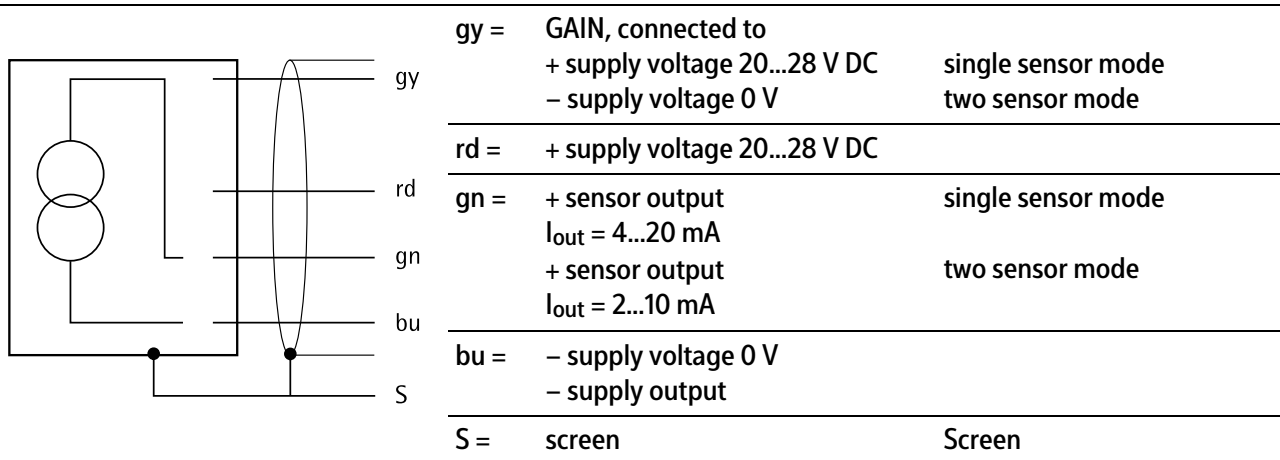 gy
rd
gn
bu
S
gy = GAIN, connected to
+ supply voltage 20...28 V DC single sensor mode
– supply voltage 0 V two sensor mode
rd = + supply voltage 20...28 V DC
gn = + sensor output single sensor mode
Iout = 4...20 mA
+ sensor output two sensor mode
Iout = 2...10 mA
bu = – supply voltage 0 V
– supply output
S = screen Screen